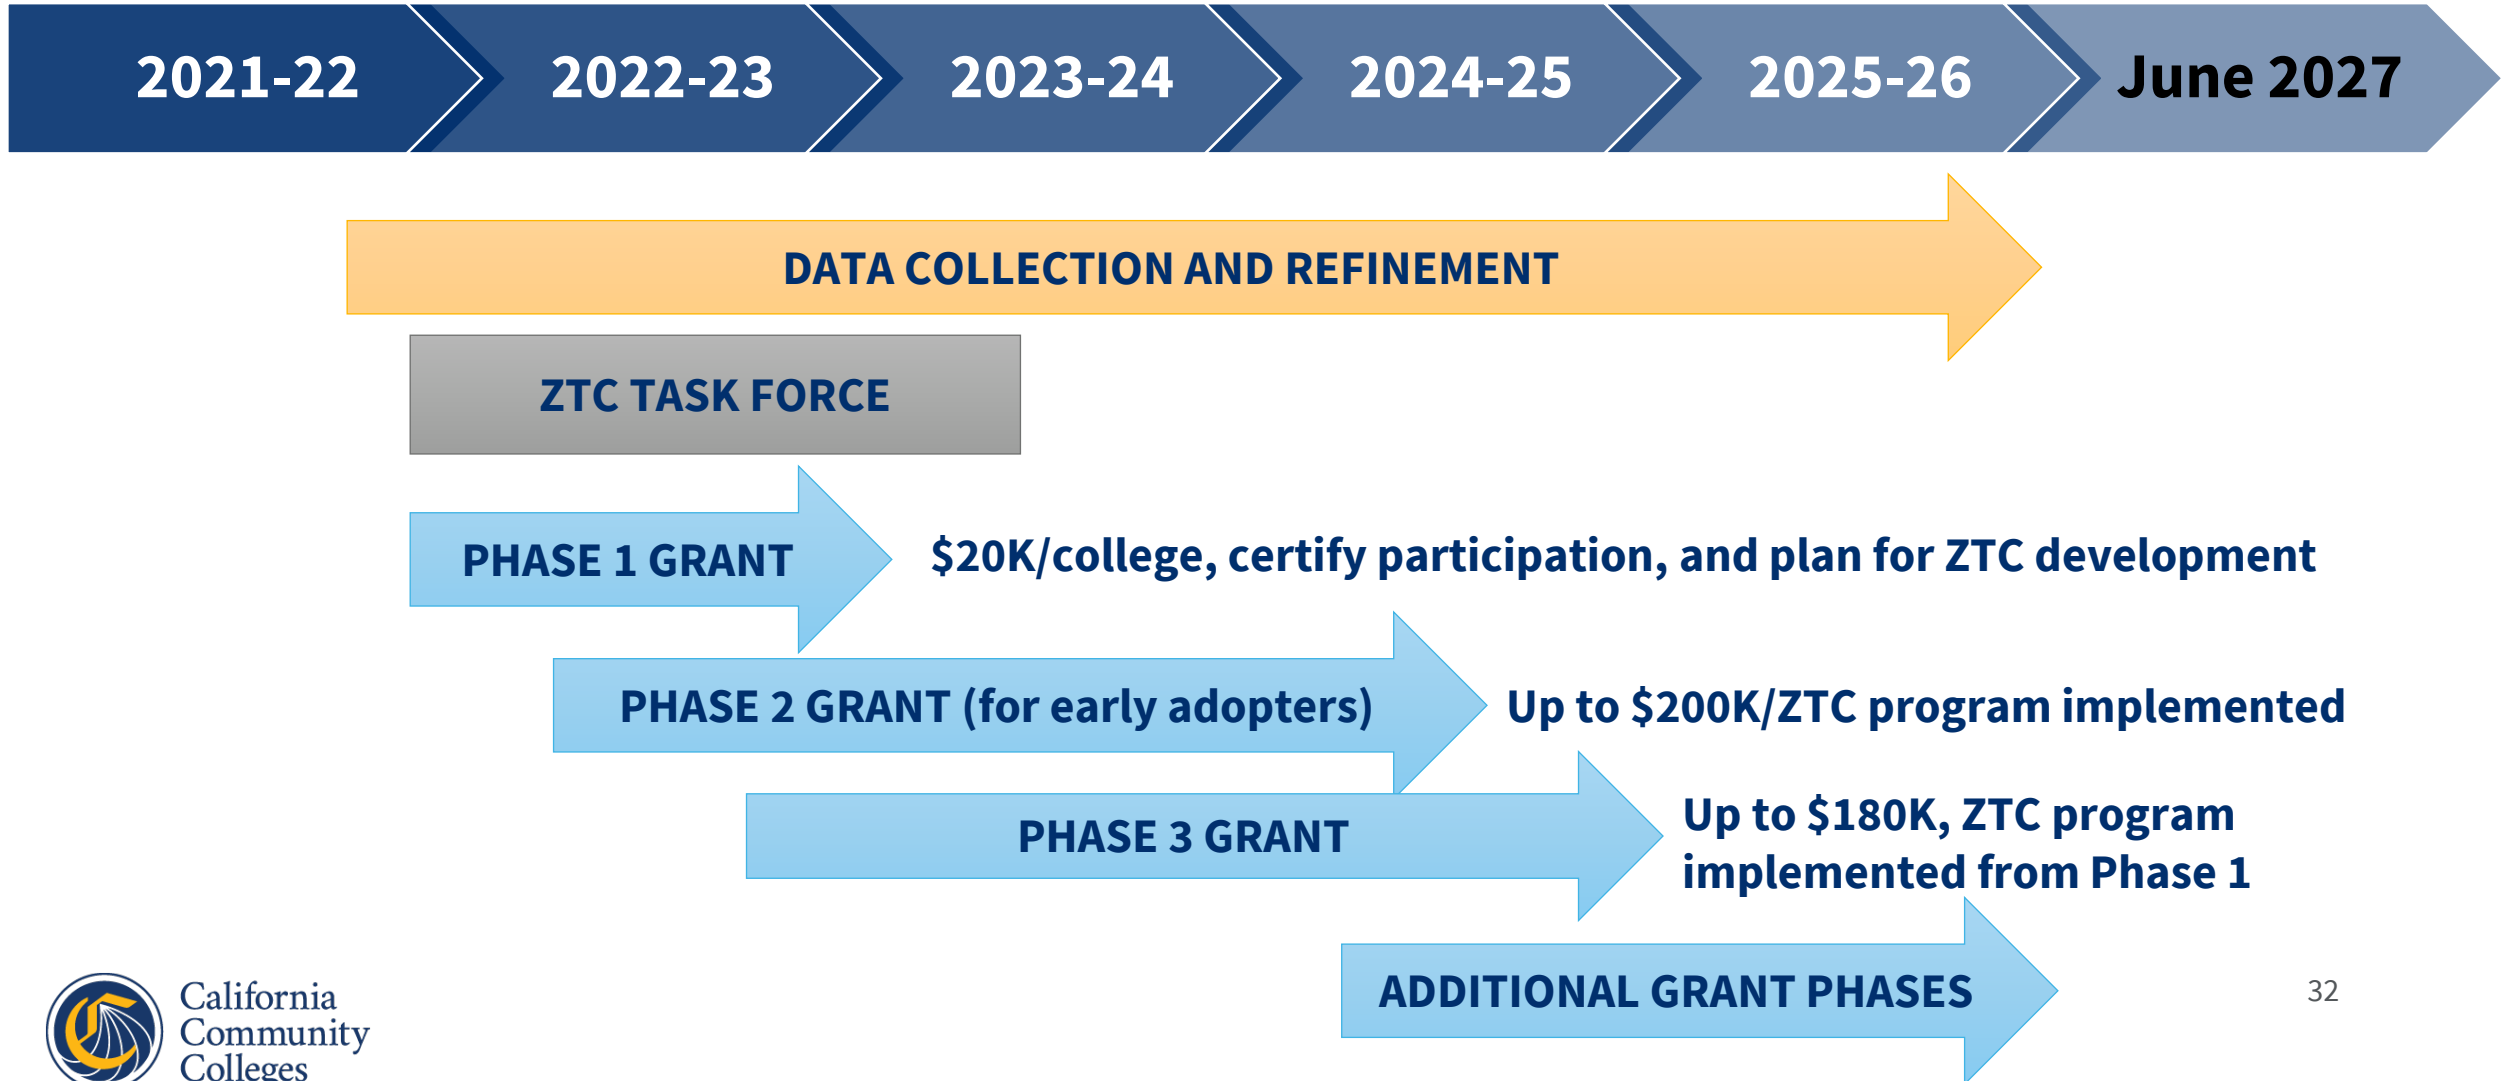 2021-22
2022-23
2023-24
2024-25
2025-26
June 2027
DATA COLLECTION AND REFINEMENT
ZTC TASK FORCE
PHASE 1 GRANT
$20K/college, certify participation, and plan for ZTC development
PHASE 2 GRANT (for early adopters)
Up to $200K/ZTC program implemented
PHASE 3 GRANT
Up to $180K, ZTC program
implemented from Phase 1
ADDITIONAL GRANT PHASES
32
California
Community
Colleges